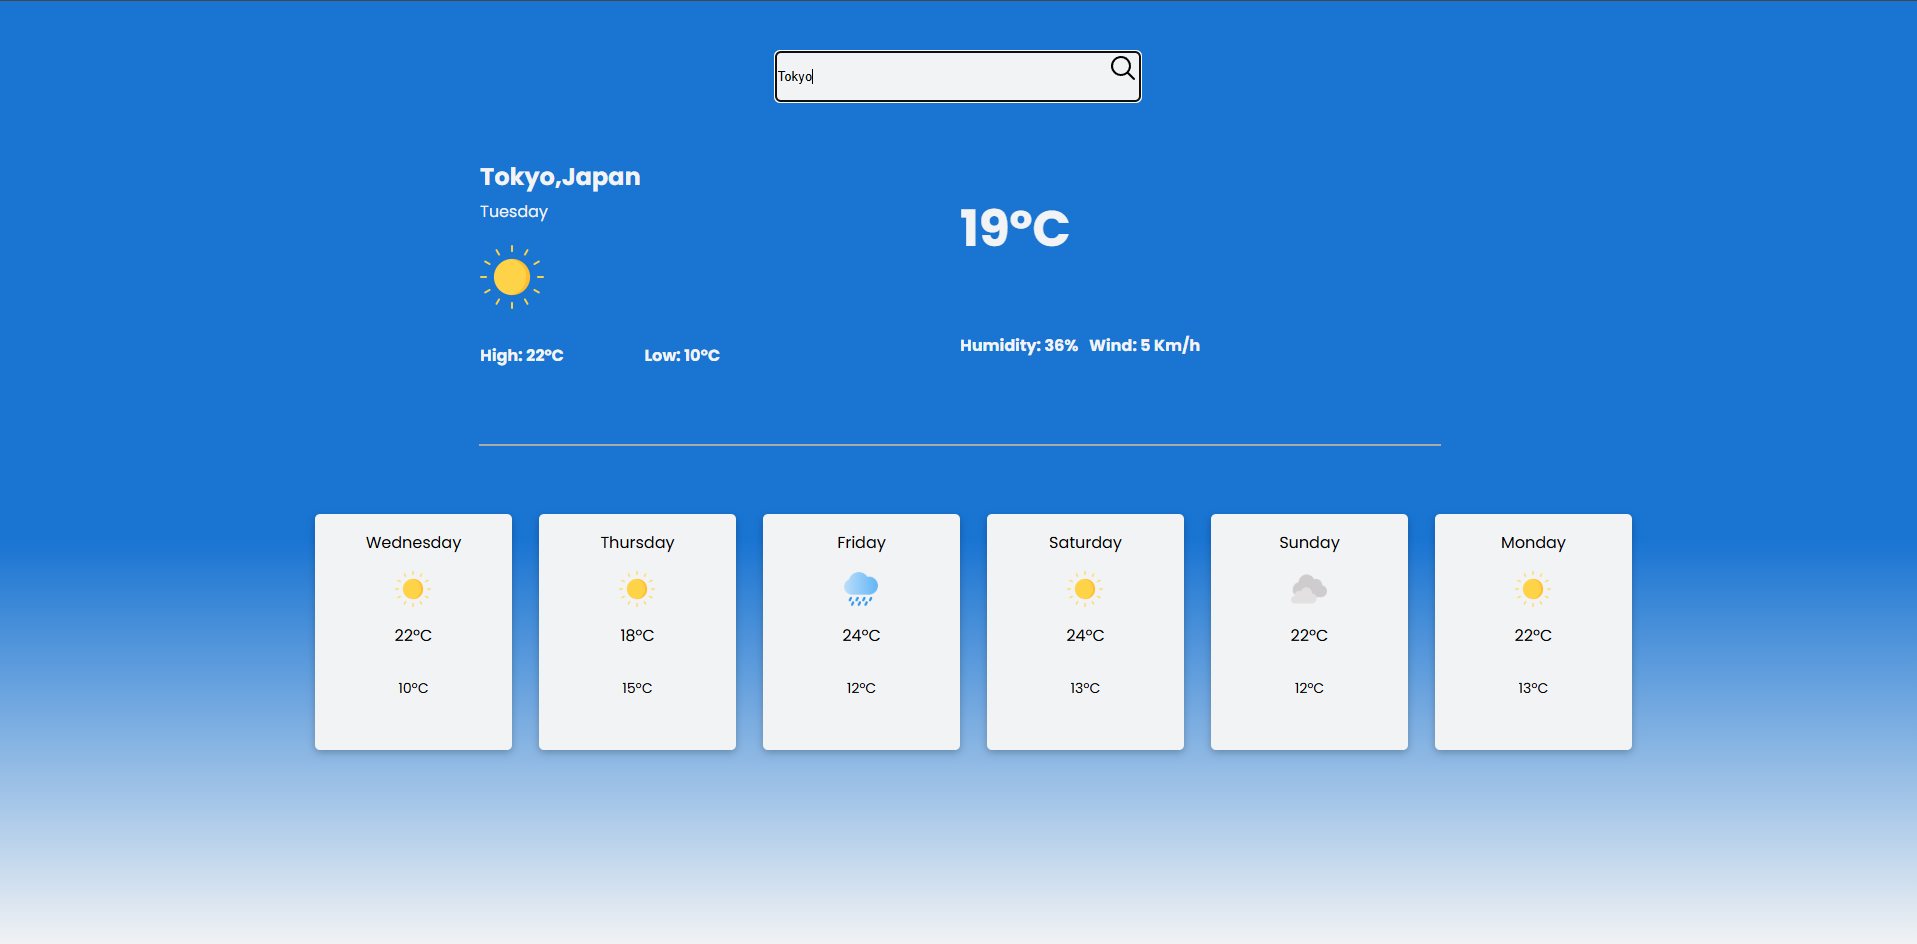 Tokyo
Tokyo,Japan
Tuesday
19°C
High: 22°C Low: 10°C
Humidity: 36% Wind: 5 Km/h
Wednesday
22°C
10°C
Thursday
18°C
15°C
Friday
24°C
12°C
Saturday
24°C
13°C
Sunday
22°C
12°C
Monday
22°C
13°C